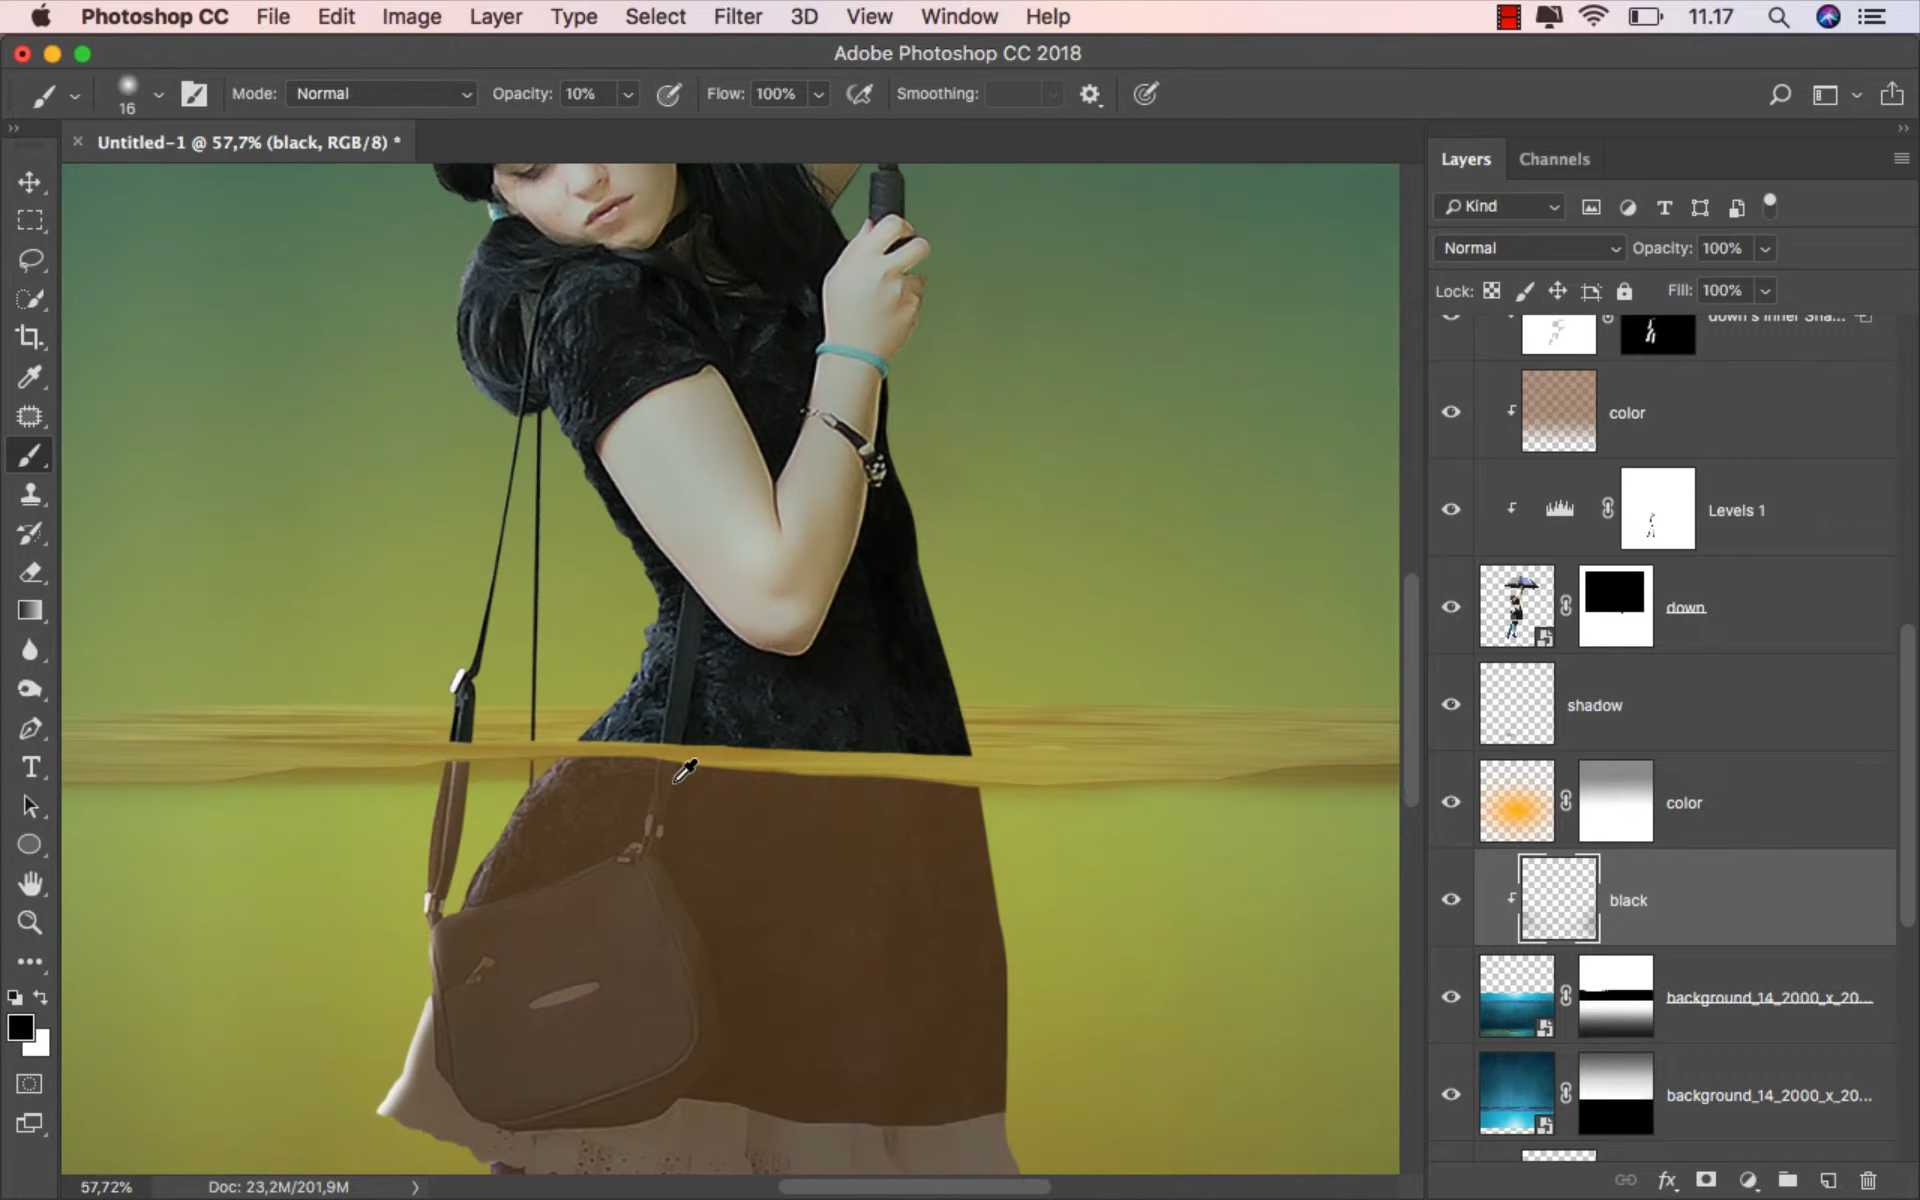 Photoshop CC File Edit Image Layer Type Select Filter 3D View Window Help 11.17
Adobe Photoshop CC 2018
16 Mode: Normal Opacity: 10% Flow: 100% Smoothing:
Untitled-1 @ 57,7% (black, RGB/8) *
Layers Channels
Kind
Normal Opacity: 100%
Lock: Fill: 100%
down's Inner Sha...
color
Levels 1
down
shadow
color
black
background_14_2000_x_20...
background_14_2000_x_20...
57,72% Doc: 23,2M/201,9M